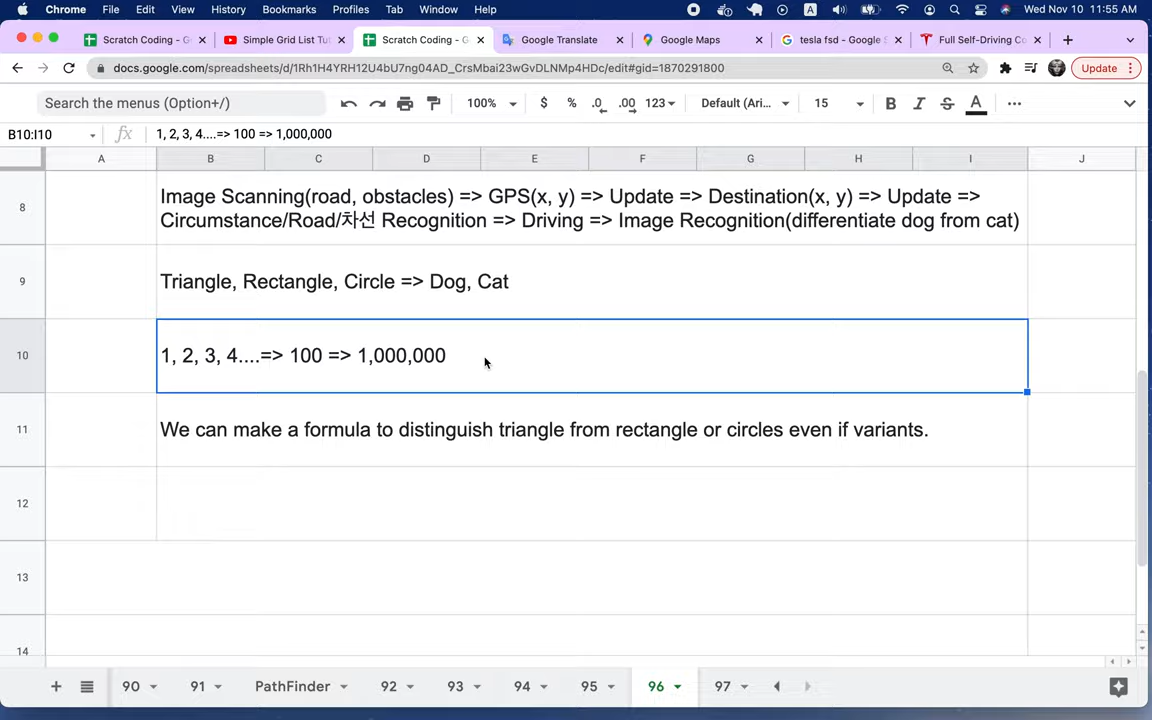 Chrome File Edit View History Bookmarks Profiles Tab Window Help A Wed Nov 10 11:55 AM
Scratch Coding - G Simple Grid List Tut Scratch Coding - G Google Translate Google Maps tesla fsd - Google S Full Self-Driving Co
docs.google.com/spreadsheets/d/1Rh1H4YRH12U4bU7ng04AD_CrsMbai23wGvDLNMp4HDc/edit#gid=1870291800 Update
Search the menus (Option+/) 100% $ % .0 .00 123 Default (Ari... 15 B I S A
B10:I10 fx 1, 2, 3, 4....=> 100 => 1,000,000
A B C D E F G H I J
8 Image Scanning(road, obstacles) => GPS(x, y) => Update => Destination(x, y) => Update =>
Circumstance/Road/차선 Recognition => Driving => Image Recognition(differentiate dog from cat)
9 Triangle, Rectangle, Circle => Dog, Cat
10 1, 2, 3, 4....=> 100 => 1,000,000
11 We can make a formula to distinguish triangle from rectangle or circles even if variants.
12
13
14
90 91 PathFinder 92 93 94 95 96 97